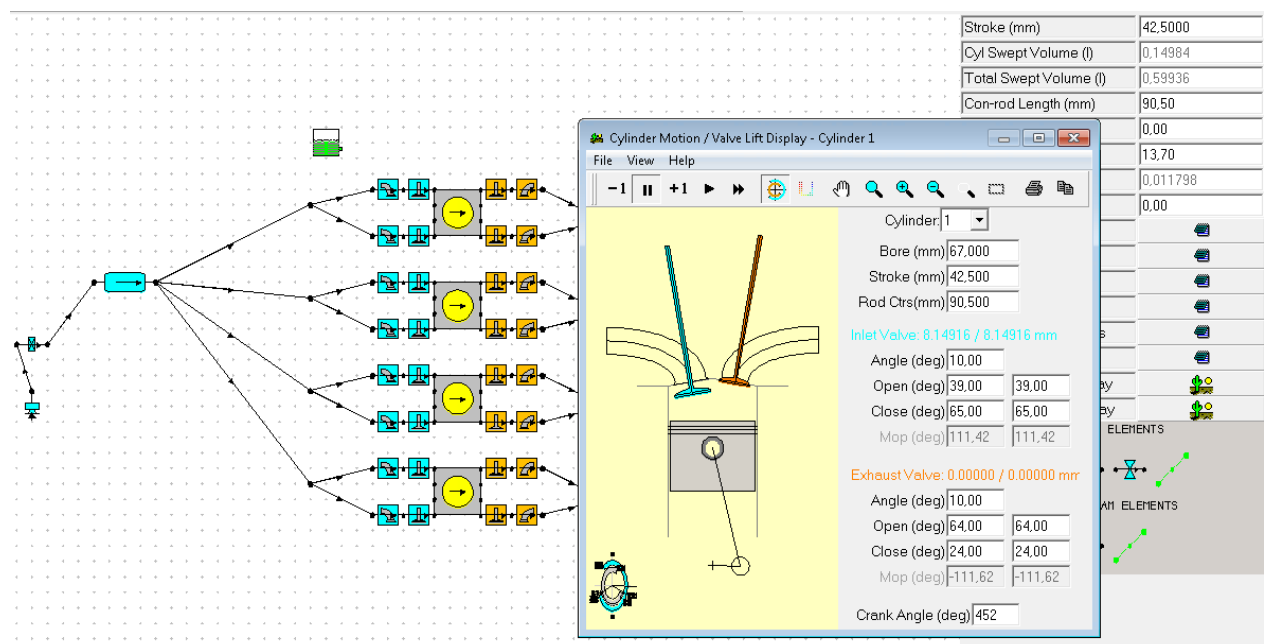 Stroke (mm) 42,5000
Cyl Swept Volume (l) 0,14984
Total Swept Volume (l) 0,59936
Con-rod Length (mm) 90,50
0,00
13,70
0,011798
0,00
s
ay
ay
ELEMENTS
AM ELEMENTS
Cylinder Motion / Valve Lift Display - Cylinder 1
File View Help
-1 +1
Cylinder: 1
Bore (mm) 67,000
Stroke (mm) 42,500
Rod Ctrs(mm) 90,500
Inlet Valve: 8.14916 / 8.14916 mm
Angle (deg) 10,00
Open (deg) 39,00 39,00
Close (deg) 65,00 65,00
Mop (deg) 111,42 111,42
Exhaust Valve: 0.00000 / 0.00000 mm
Angle (deg) 10,00
Open (deg) 64,00 64,00
Close (deg) 24,00 24,00
Mop (deg) -111,62 -111,62
Crank Angle (deg) 452